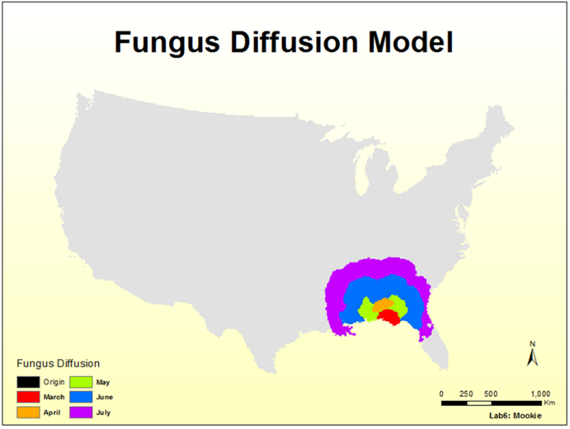 Fungus Diffusion Model
Fungus Diffusion
Origin
May
March
June
April
July
N
0 250 500 1,000
Km
Lab6: Mookie